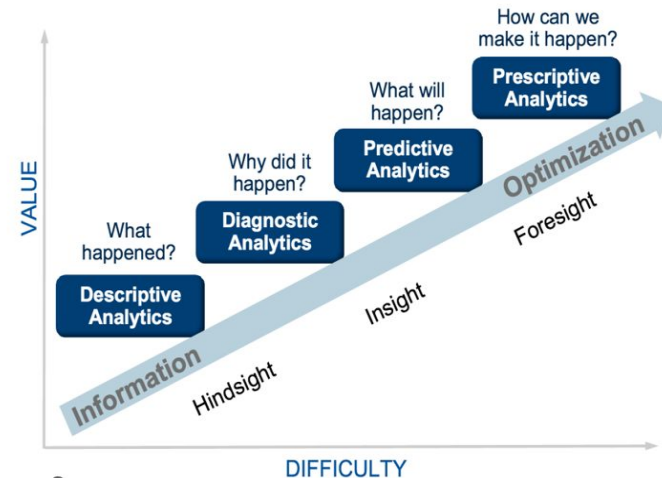 How can we
make it happen?
Prescriptive
Analytics
What will
happen?
Predictive
Analytics
Why did it
happen?
Diagnostic
Analytics
What
happened?
Descriptive
Analytics
VALUE
Information
Optimization
Hindsight
Insight
Foresight
DIFFICULTY